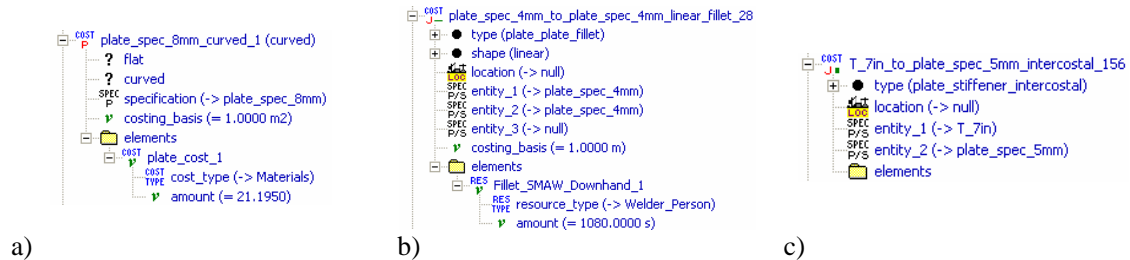 COST P plate_spec_8mm_curved_1 (curved)
? flat
? curved
SPEC P specification (-> plate_spec_8mm)
v costing_basis (= 1.0000 m2)
elements
COST v plate_cost_1
COST TYPE cost_type (-> Materials)
v amount (= 21.1950)
a)
COST J plate_spec_4mm_to_plate_spec_4mm_linear_fillet_28
type (plate_plate_fillet)
shape (linear)
LOC location (-> null)
SPEC P/S entity_1 (-> plate_spec_4mm)
SPEC P/S entity_2 (-> plate_spec_4mm)
SPEC P/S entity_3 (-> null)
v costing_basis (= 1.0000 m)
elements
RES v Fillet_SMAW_Downhand_1
RES TYPE resource_type (-> Welder_Person)
v amount (= 1080.0000 s)
b)
COST J T_7in_to_plate_spec_5mm_intercostal_156
type (plate_stiffener_intercostal)
LOC location (-> null)
SPEC P/S entity_1 (-> T_7in)
SPEC P/S entity_2 (-> plate_spec_5mm)
elements
c)